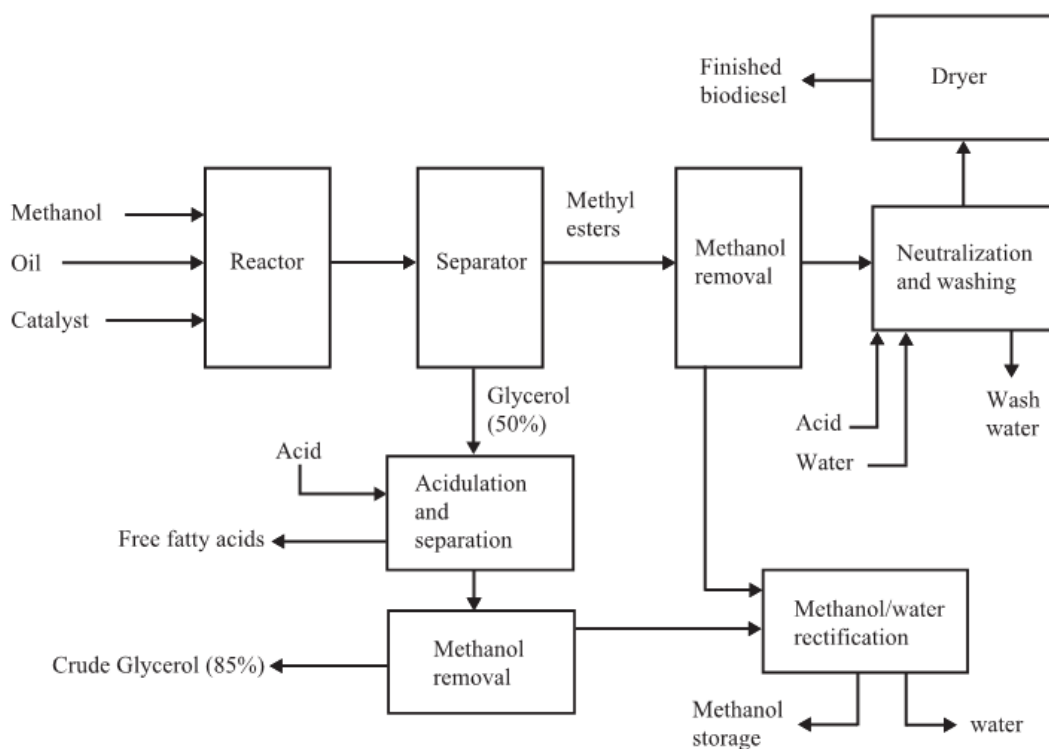 Finished
biodiesel
Dryer
Methanol
Oil
Catalyst
Reactor
Separator
Methyl
esters
Methanol
removal
Neutralization
and washing
Glycerol
(50%)
Acid
Water
Wash
water
Acid
Acidulation
and
separation
Free fatty acids
Methanol
removal
Crude Glycerol (85%)
Methanol/water
rectification
Methanol
storage
water